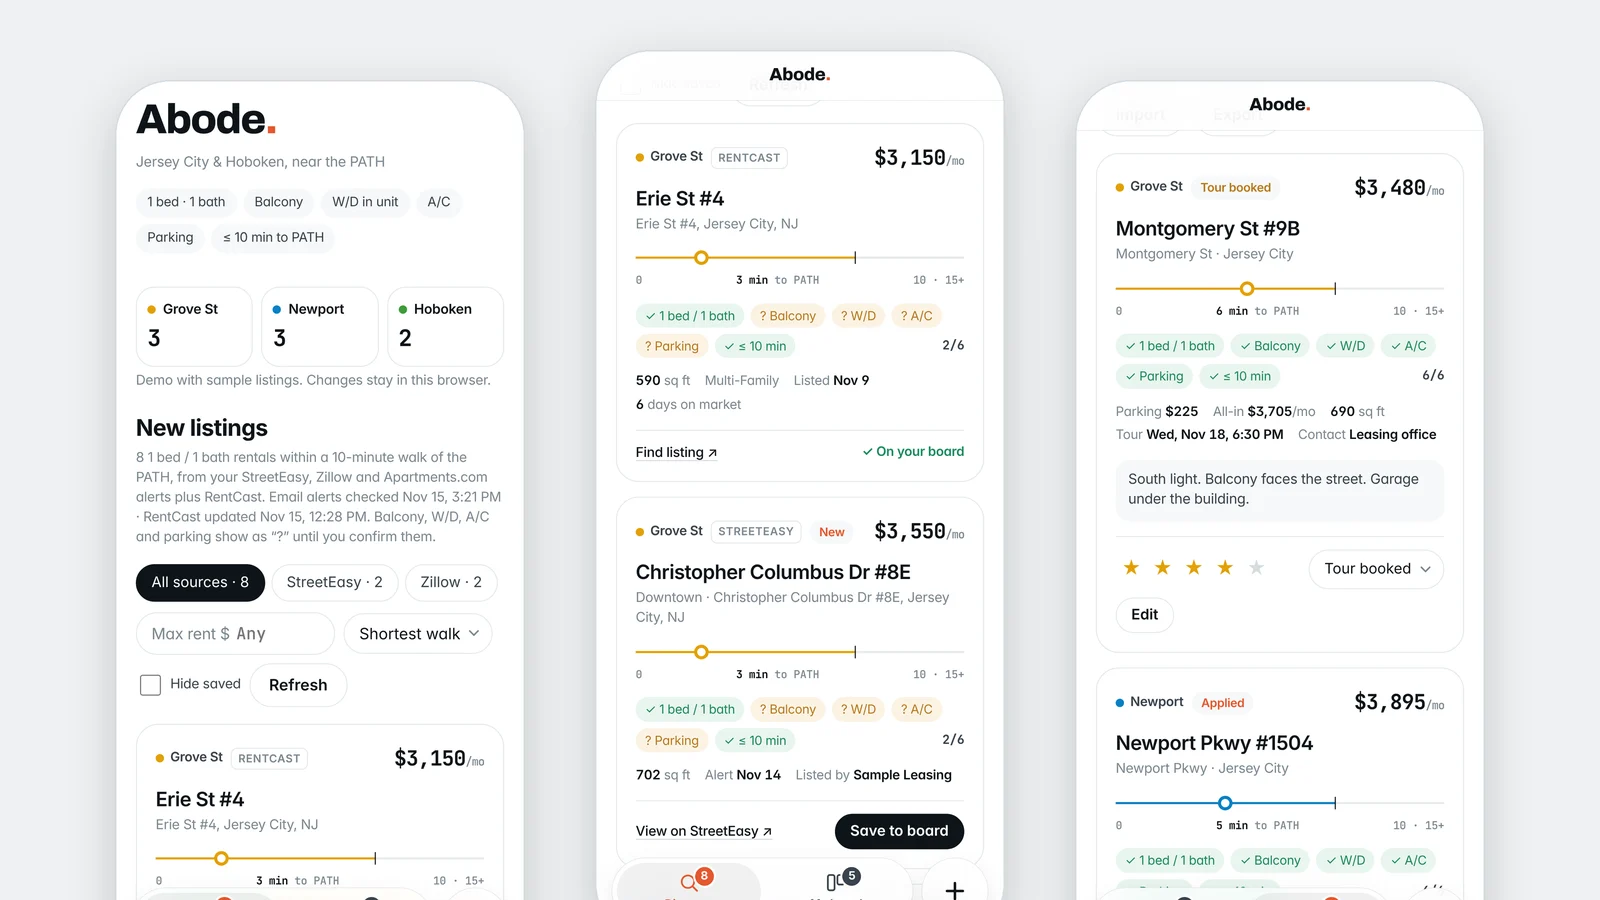 Abode.
Jersey City & Hoboken, near the PATH
1 bed · 1 bath
Balcony
W/D in unit
A/C
Parking
≤ 10 min to PATH
Grove St
3
Newport
3
Hoboken
2
Demo with sample listings. Changes stay in this browser.
New listings
8 1 bed / 1 bath rentals within a 10-minute walk of the
PATH, from your StreetEasy, Zillow and Apartments.com
alerts plus RentCast. Email alerts checked Nov 15, 3:21 PM
· RentCast updated Nov 15, 12:28 PM. Balcony, W/D, A/C
and parking show as “?” until you confirm them.
All sources · 8
StreetEasy · 2
Zillow · 2
Max rent $ Any
Shortest walk
Hide saved
Refresh
Grove St
RENTCAST
$3,150/mo
Erie St #4
Erie St #4, Jersey City, NJ
0
3 min to PATH
10 · 15+
Abode.
Refresh
Grove St
RENTCAST
$3,150/mo
Erie St #4
Erie St #4, Jersey City, NJ
0
3 min to PATH
10 · 15+
✓ 1 bed / 1 bath
? Balcony
? W/D
? A/C
? Parking
✓ ≤ 10 min
2/6
590 sq ft Multi-Family Listed Nov 9
6 days on market
Find listing ↗
✓ On your board
Grove St
STREETEASY
New
$3,550/mo
Christopher Columbus Dr #8E
Downtown · Christopher Columbus Dr #8E, Jersey
City, NJ
0
3 min to PATH
10 · 15+
✓ 1 bed / 1 bath
? Balcony
? W/D
? A/C
? Parking
✓ ≤ 10 min
2/6
702 sq ft Alert Nov 14 Listed by Sample Leasing
View on StreetEasy ↗
Save to board
8
5
+
Abode.
Import
Export
Grove St
Tour booked
$3,480/mo
Montgomery St #9B
Montgomery St · Jersey City
0
6 min to PATH
10 · 15+
✓ 1 bed / 1 bath
✓ Balcony
✓ W/D
✓ A/C
✓ Parking
✓ ≤ 10 min
6/6
Parking $225 All-in $3,705/mo 690 sq ft
Tour Wed, Nov 18, 6:30 PM Contact Leasing office
South light. Balcony faces the street. Garage
under the building.
Tour booked
Edit
Newport
Applied
$3,895/mo
Newport Pkwy #1504
Newport Pkwy · Jersey City
0
5 min to PATH
10 · 15+
✓ 1 bed / 1 bath
✓ Balcony
✓ W/D
✓ A/C